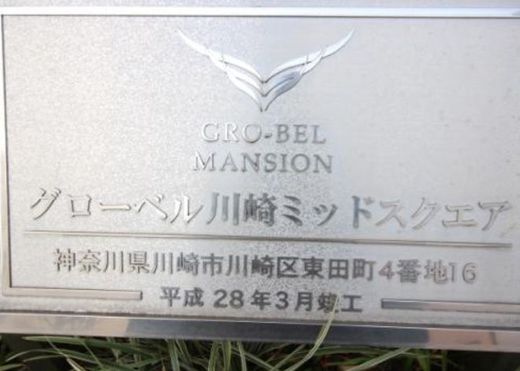 GRO-BEL
MANSION
グローベル川崎ミッドスクエア
神奈川県川崎市川崎区東田町4番地16
平成28年3月竣工